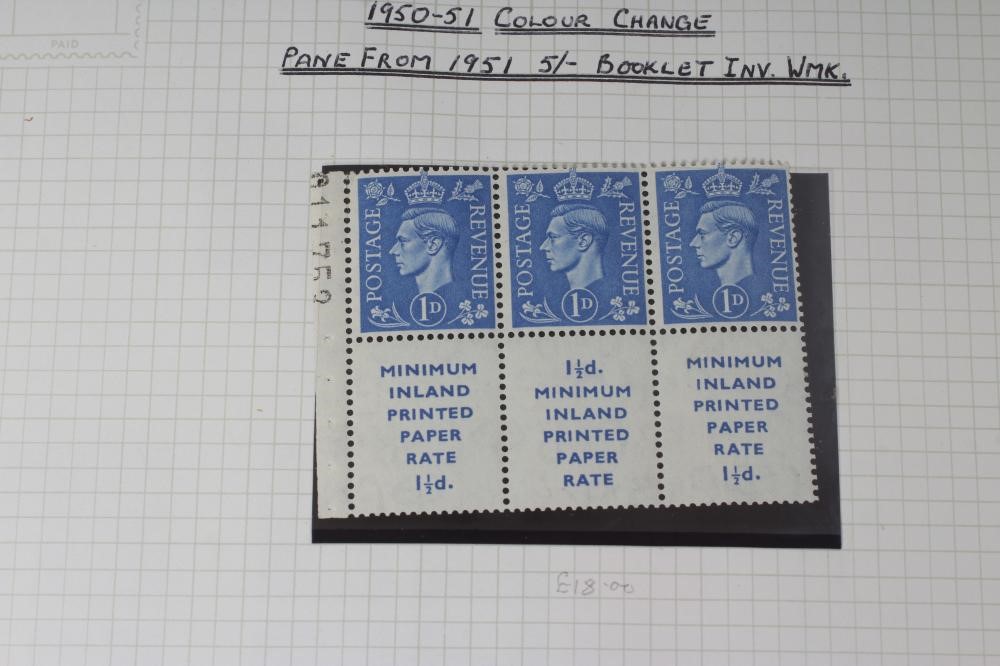 PAID
1950-51 COLOUR CHANGE
PANE FROM 1951 5/- BOOKLET INV. WMK.
POSTAGE REVENUE
1D
POSTAGE REVENUE
1D
POSTAGE REVENUE
1D
MINIMUM
INLAND
PRINTED
PAPER
RATE
1½d.
1½d.
MINIMUM
INLAND
PRINTED
PAPER
RATE
MINIMUM
INLAND
PRINTED
PAPER
RATE
1½d.
£18.00